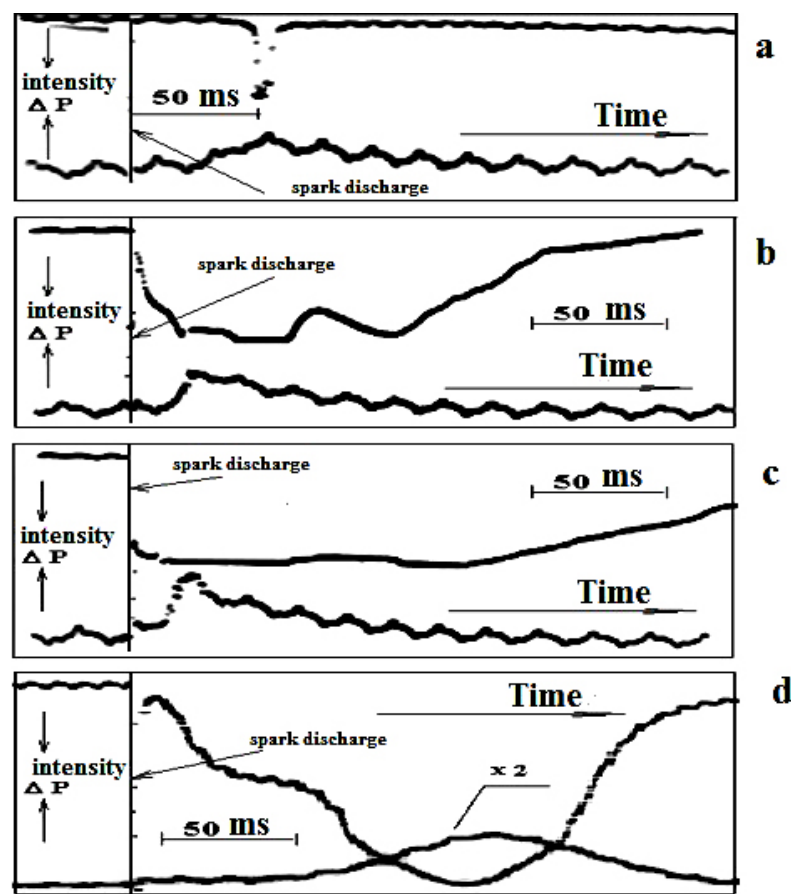 a
intensity
Δ P
50 ms
Time
spark discharge
b
spark discharge
intensity
Δ P
50 ms
Time
c
spark discharge
50 ms
intensity
Δ P
Time
d
Time
spark discharge
intensity
Δ P
x 2
50 ms